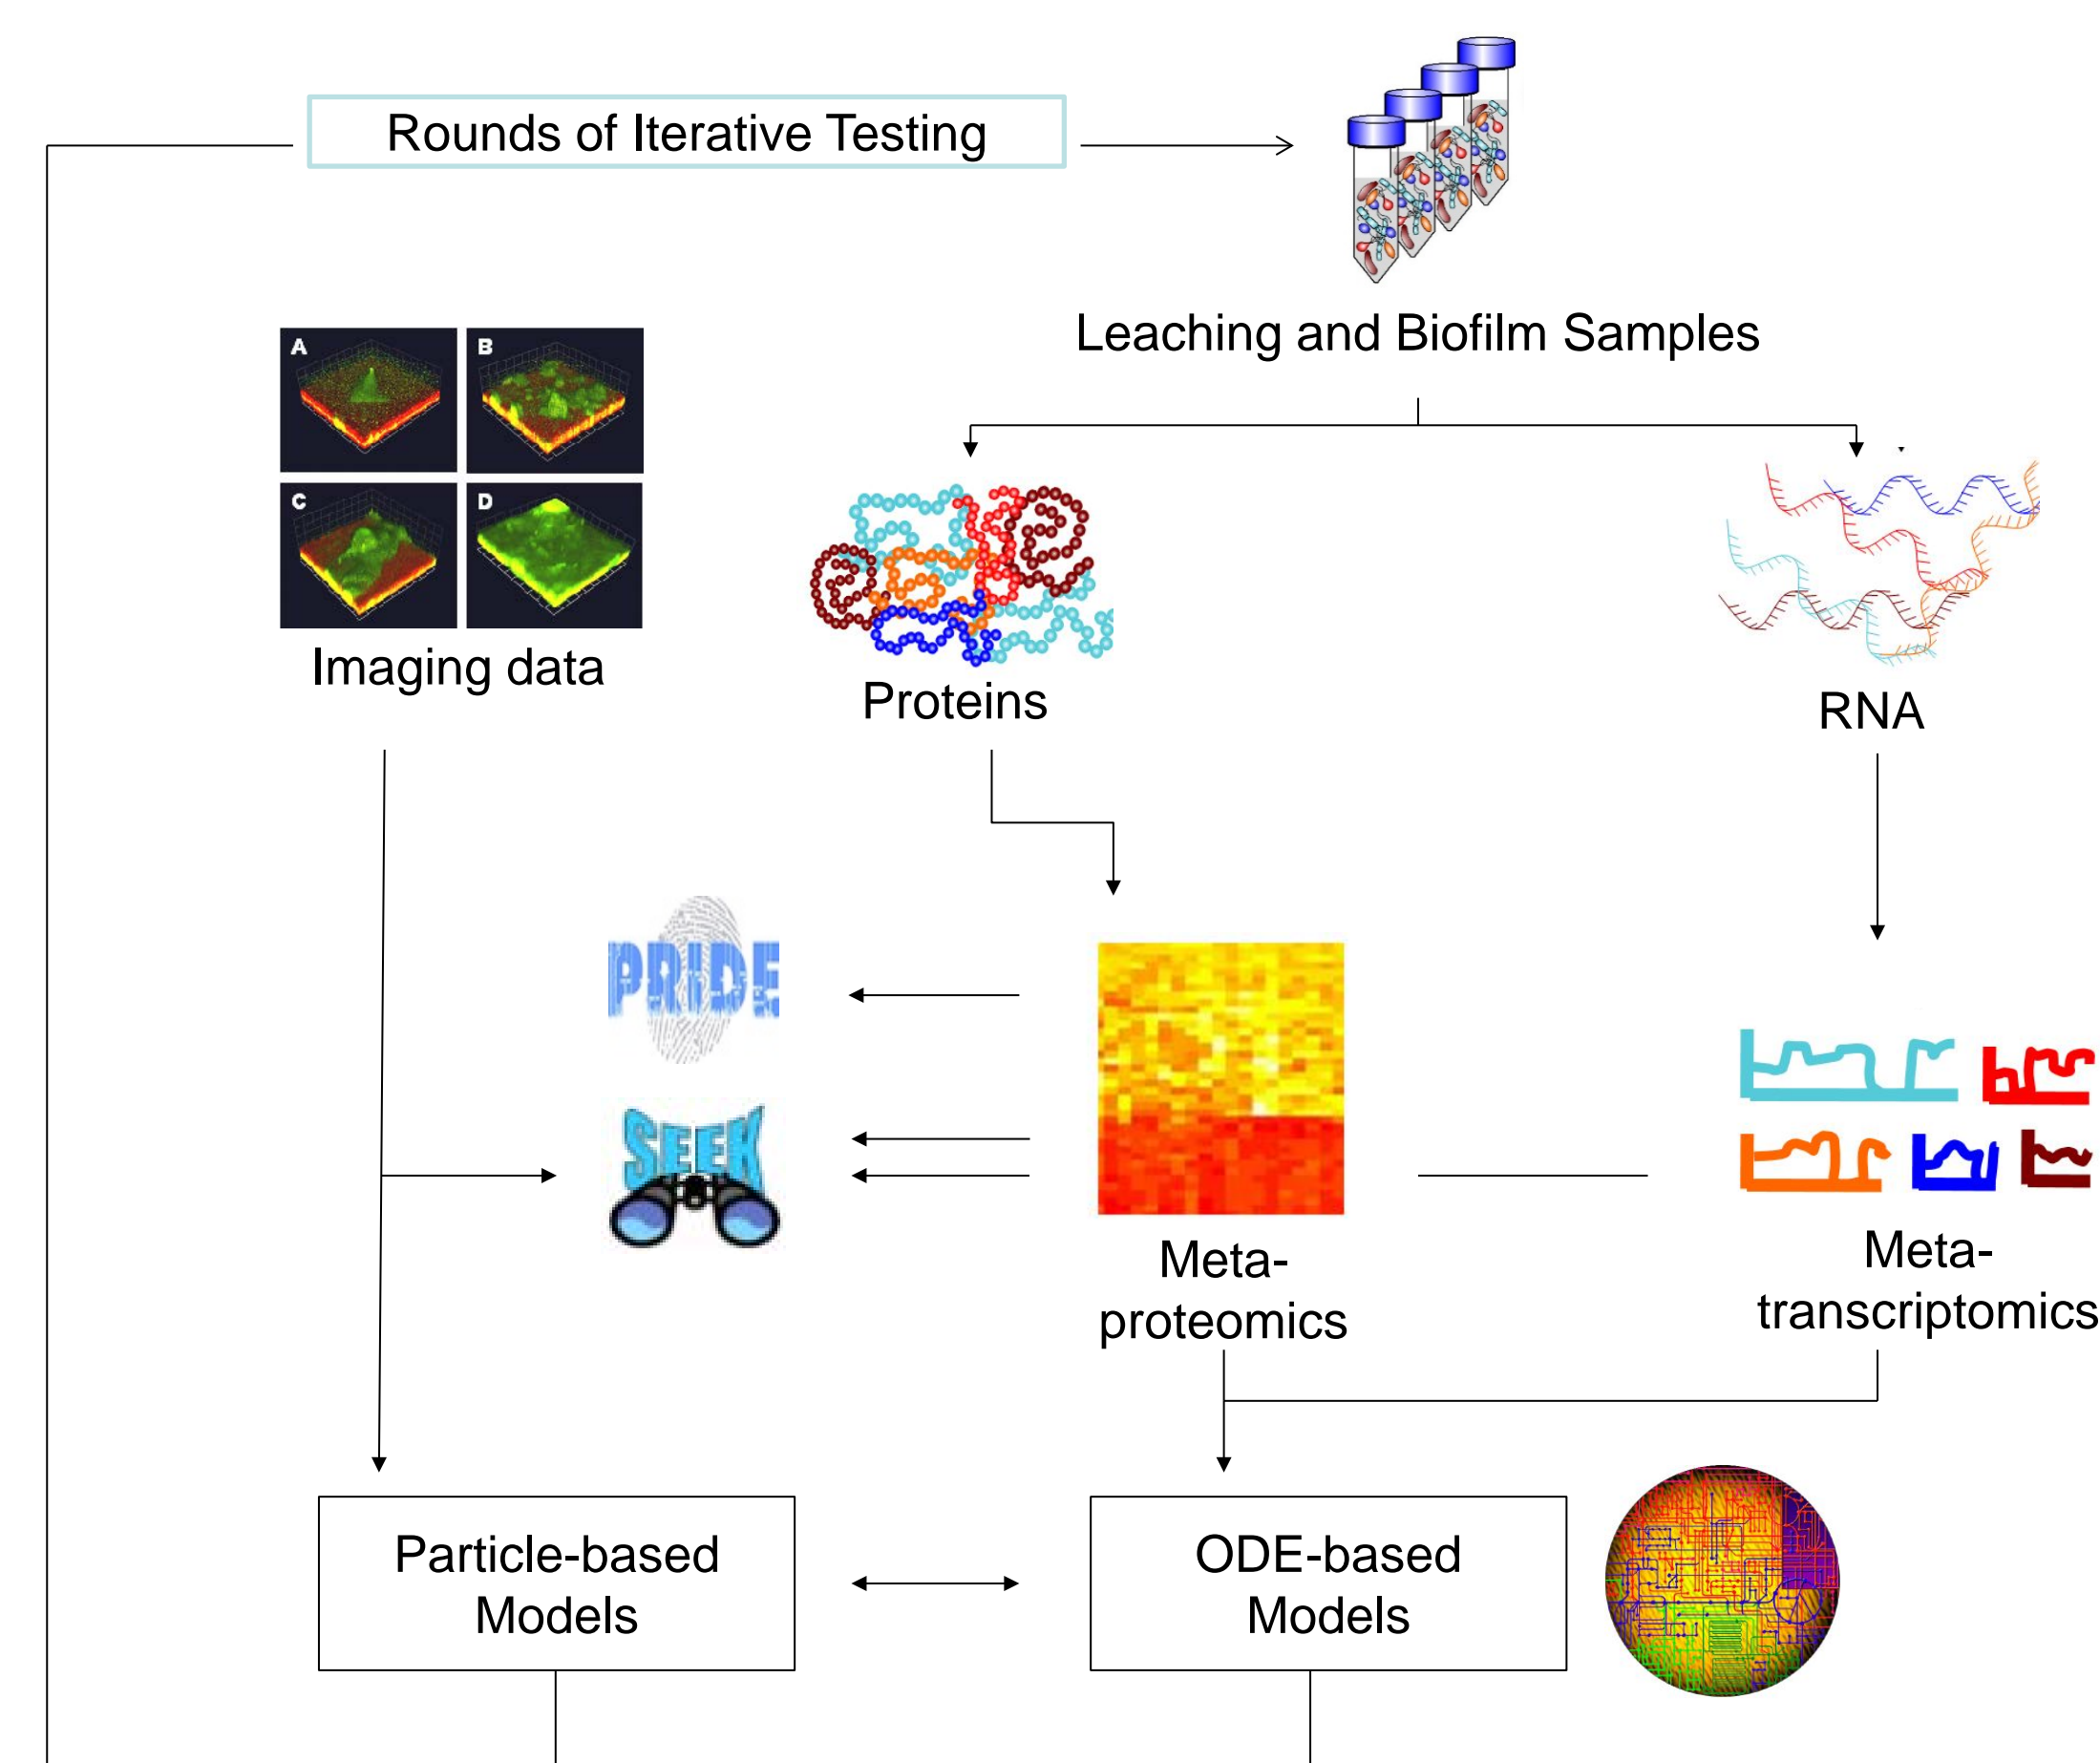 Rounds of Iterative Testing
Leaching and Biofilm Samples
A
B
C
D
Imaging data
Proteins
RNA
PRIDE
SEEK
Meta-
proteomics
Meta-
transcriptomics
Particle-based
Models
ODE-based
Models